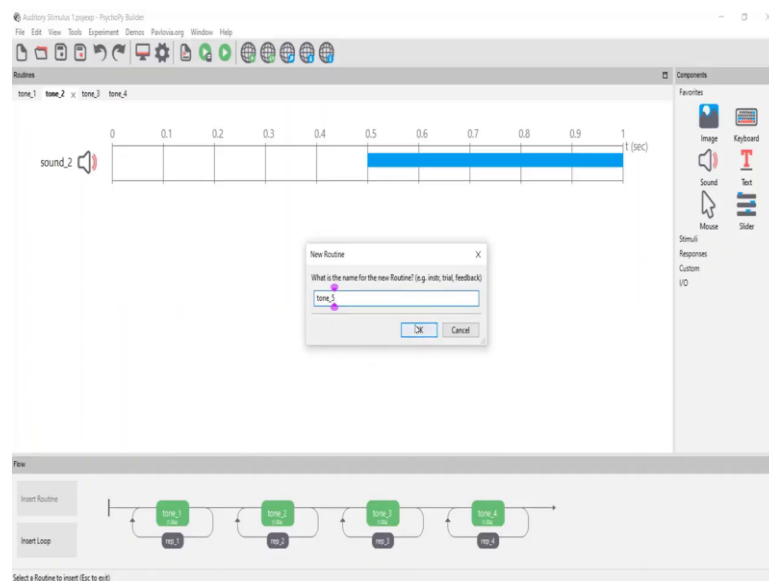 Auditory Stimulus 1.psyexp - PsychoPy Builder
File Edit View Tools Experiment Demos Pavlovia.org Window Help
Routines
Components
tone_1 tone_2 x tone_3 tone_4
Favorites
0 0.1 0.2 0.3 0.4 0.5 0.6 0.7 0.8 0.9 1
t (sec)
sound_2
Image Keyboard
Sound Text
Mouse Slider
Stimuli
Responses
Custom
I/O
New Routine X
What is the name for the new Routine? (e.g. instr, trial, feedback)
tone_5
OK Cancel
Flow
Insert Routine
tone_1 tone_2 tone_3 tone_4
rep_1 rep_2 rep_3 rep_4
Insert Loop
Select a Routine to insert (Esc to exit)